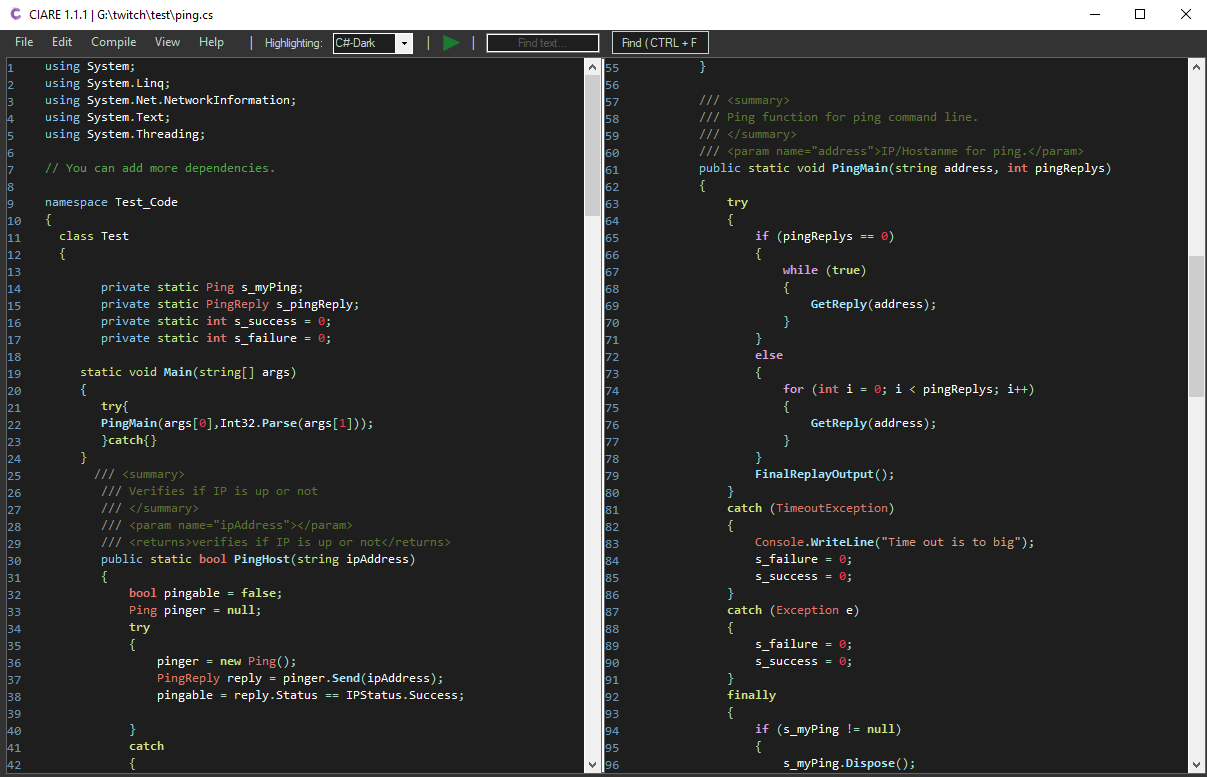 CIARE 1.1.1 | G:\twitch\test\ping.cs
File Edit Compile View Help | Highlighting: C#-Dark | | Find text... Find (CTRL + F
1 using System;
2 using System.Linq;
3 using System.Net.NetworkInformation;
4 using System.Text;
5 using System.Threading;
6
7 // You can add more dependencies.
8
9 namespace Test_Code
10 {
11 class Test
12 {
13
14 private static Ping s_myPing;
15 private static PingReply s_pingReply;
16 private static int s_success = 0;
17 private static int s_failure = 0;
18
19 static void Main(string[] args)
20 {
21 try{
22 PingMain(args[0],Int32.Parse(args[1]));
23 }catch{}
24 }
25 /// <summary>
26 /// Verifies if IP is up or not
27 /// </summary>
28 /// <param name="ipAddress"></param>
29 /// <returns>verifies if IP is up or not</returns>
30 public static bool PingHost(string ipAddress)
31 {
32 bool pingable = false;
33 Ping pinger = null;
34 try
35 {
36 pinger = new Ping();
37 PingReply reply = pinger.Send(ipAddress);
38 pingable = reply.Status == IPStatus.Success;
39
40 }
41 catch
42 {
55 }
56
57 /// <summary>
58 /// Ping function for ping command line.
59 /// </summary>
60 /// <param name="address">IP/Hostanme for ping.</param>
61 public static void PingMain(string address, int pingReplys)
62 {
63 try
64 {
65 if (pingReplys == 0)
66 {
67 while (true)
68 {
69 GetReply(address);
70 }
71 }
72 else
73 {
74 for (int i = 0; i < pingReplys; i++)
75 {
76 GetReply(address);
77 }
78 }
79 FinalReplayOutput();
80 }
81 catch (TimeoutException)
82 {
83 Console.WriteLine("Time out is to big");
84 s_failure = 0;
85 s_success = 0;
86 }
87 catch (Exception e)
88 {
89 s_failure = 0;
90 s_success = 0;
91 }
92 finally
93 {
94 if (s_myPing != null)
95 {
96 s_myPing.Dispose();